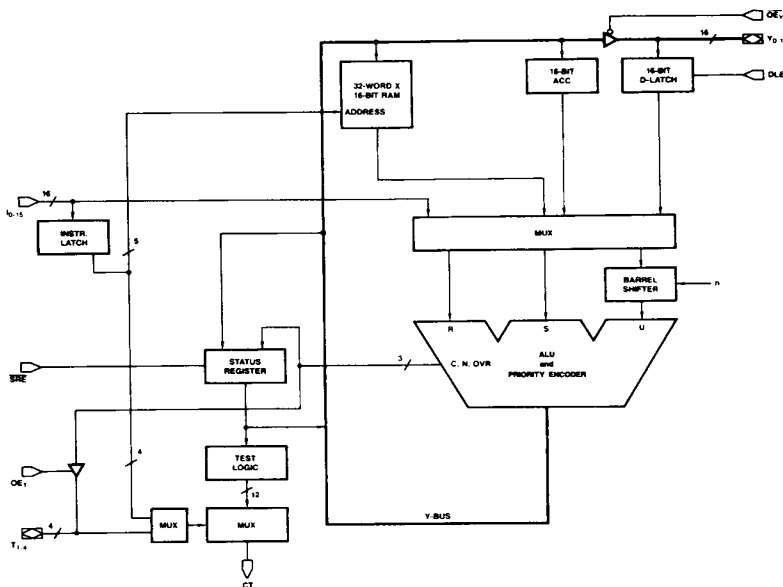 OEY
16
Y0-1
32-WORD X
16-BIT RAM
ADDRESS
16-BIT
ACC
16-BIT
D-LATCH
DLE
16
I0-15
INSTR.
LATCH
5
MUX
BARREL
SHIFTER
n
R
S
U
C. N. OVR
ALU
and
PRIORITY ENCODER
3
STATUS
REGISTER
SRE
4
TEST
LOGIC
12
OET
T1-4
4
MUX
MUX
Y-BUS
CT